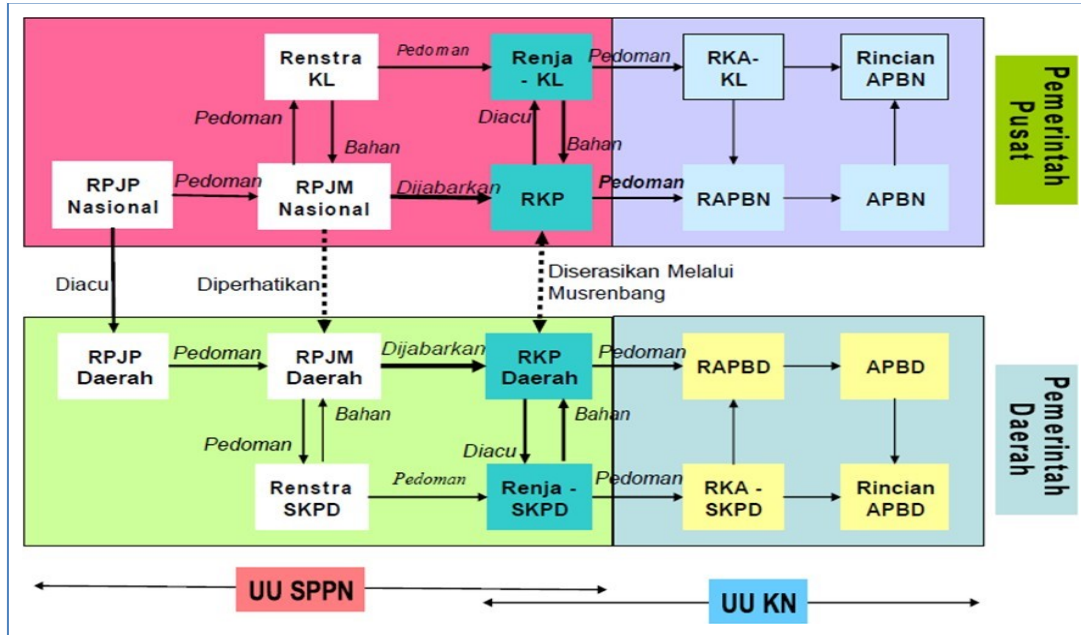 Renstra
KL
Pedoman
Renja
- KL
Pedoman
RKA-
KL
Rincian
APBN
Pedoman
Bahan
Diacu
Bahan
RPJP
Nasional
Pedoman
RPJM
Nasional
Dijabarkan
RKP
Pedoman
RAPBN
APBN
Pemerintah
Pusat
Diacu
Diperhatikan
Diserasikan Melalui
Musrenbang
RPJP
Daerah
Pedoman
RPJM
Daerah
Dijabarkan
RKP
Daerah
Pedoman
RAPBD
APBD
Pedoman
Bahan
Diacu
Bahan
Renstra
SKPD
Pedoman
Renja -
SKPD
Pedoman
RKA -
SKPD
Rincian
APBD
Pemerintah
Daerah
UU SPPN
UU KN